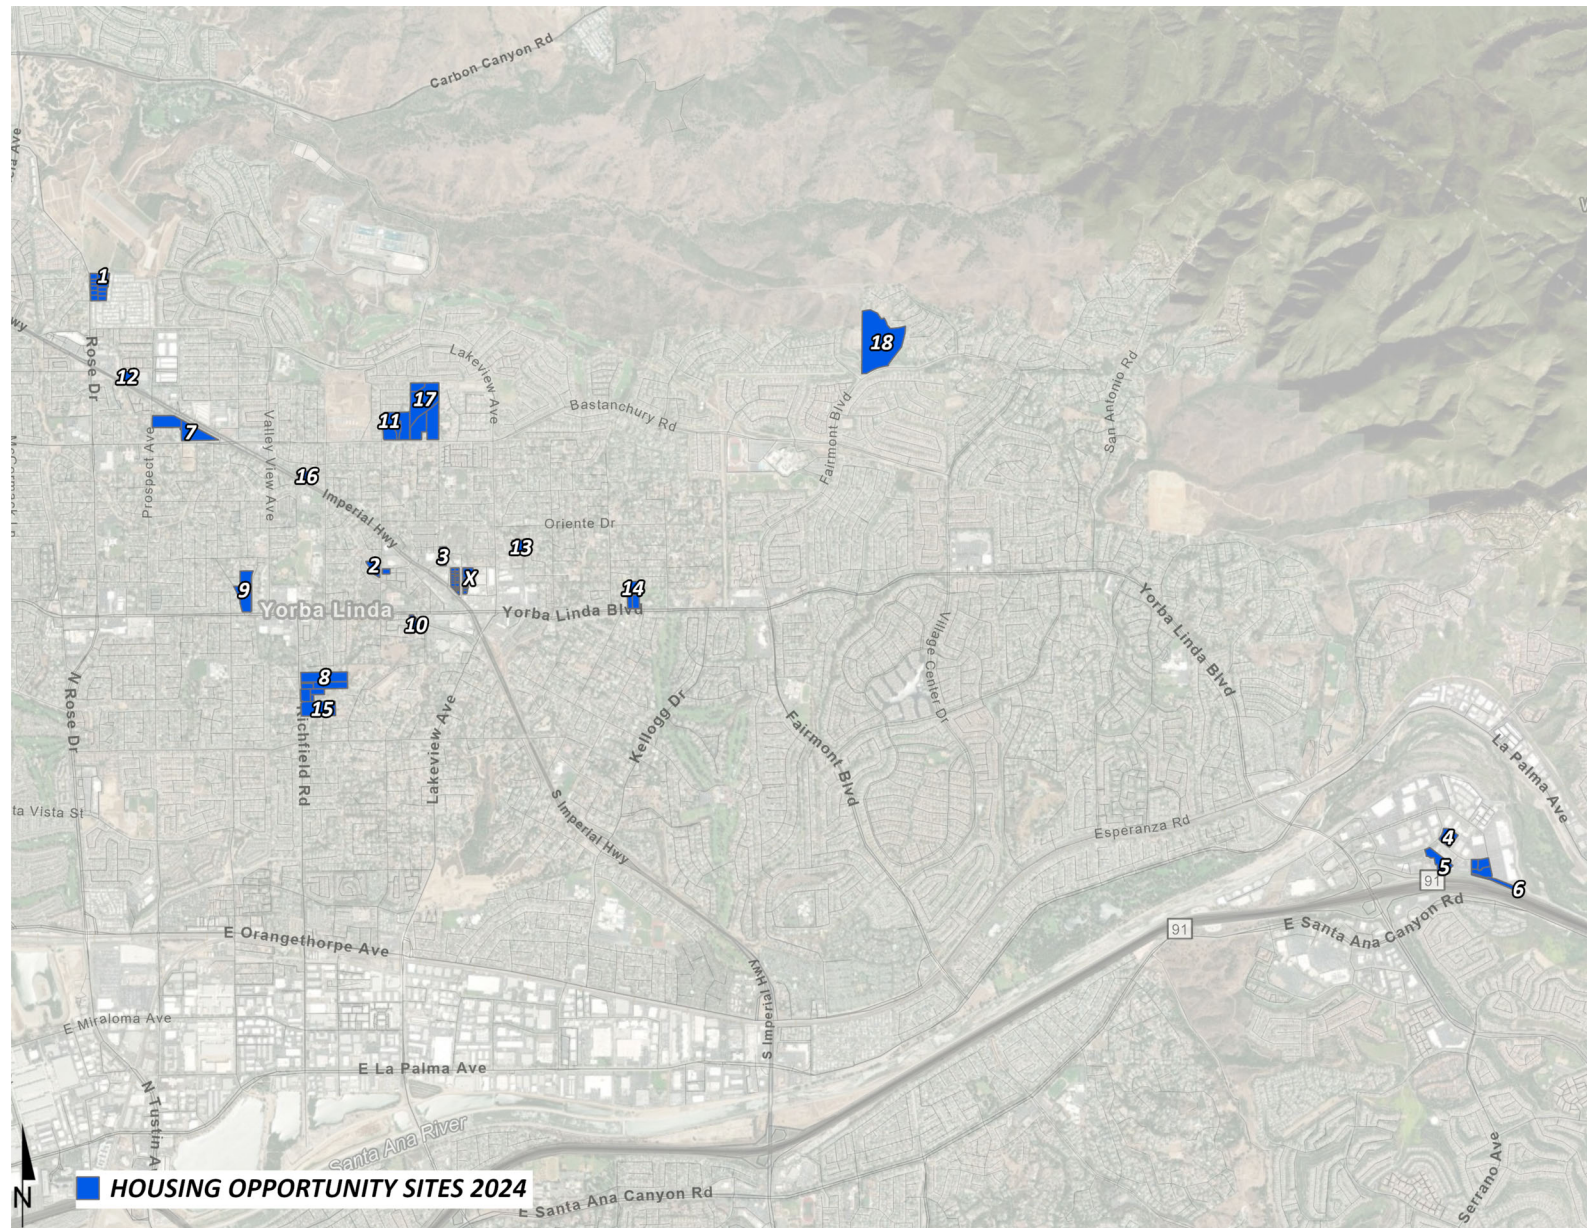 Carbon Canyon Rd
1
Rose Dr
12
7
Prospect Ave
Valley View Ave
Lakeview Ave
17
11
Bastanchury Rd
18
Fairmont Blvd
San Antonio Rd
16
Imperial Hwy
Oriente Dr
13
3
2
X
9
14
Yorba Linda
Yorba Linda Blvd
10
Yorba Linda Blvd
Village Center Dr
8
15
N Rose Dr
Richfield Rd
Lakeview Ave
Kellogg Dr
Fairmont Blvd
La Palma Ave
ta Vista St
S Imperial Hwy
Esperanza Rd
4
5
91
6
91
E Santa Ana Canyon Rd
E Orangethorpe Ave
S Imperial Hwy
E Miraloma Ave
E La Palma Ave
N Tustin A
Santa Ana River
Serrano Ave
N
HOUSING OPPORTUNITY SITES 2024
E Santa Ana Canyon Rd